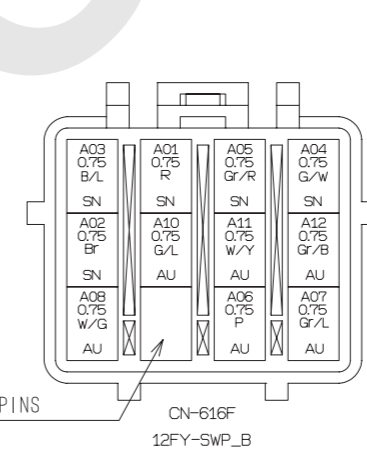 A03
0.75
B/L
SN
A01
0.75
R
SN
A05
0.75
Gr/R
SN
A04
0.75
G/W
SN
A02
0.75
Br
SN
A10
0.75
G/L
AU
A11
0.75
W/Y
AU
A12
0.75
Gr/B
AU
A08
0.75
W/G
AU
A06
0.75
P
AU
A07
0.75
Gr/L
AU
PINS
CN-616F
12FY-SWP_B